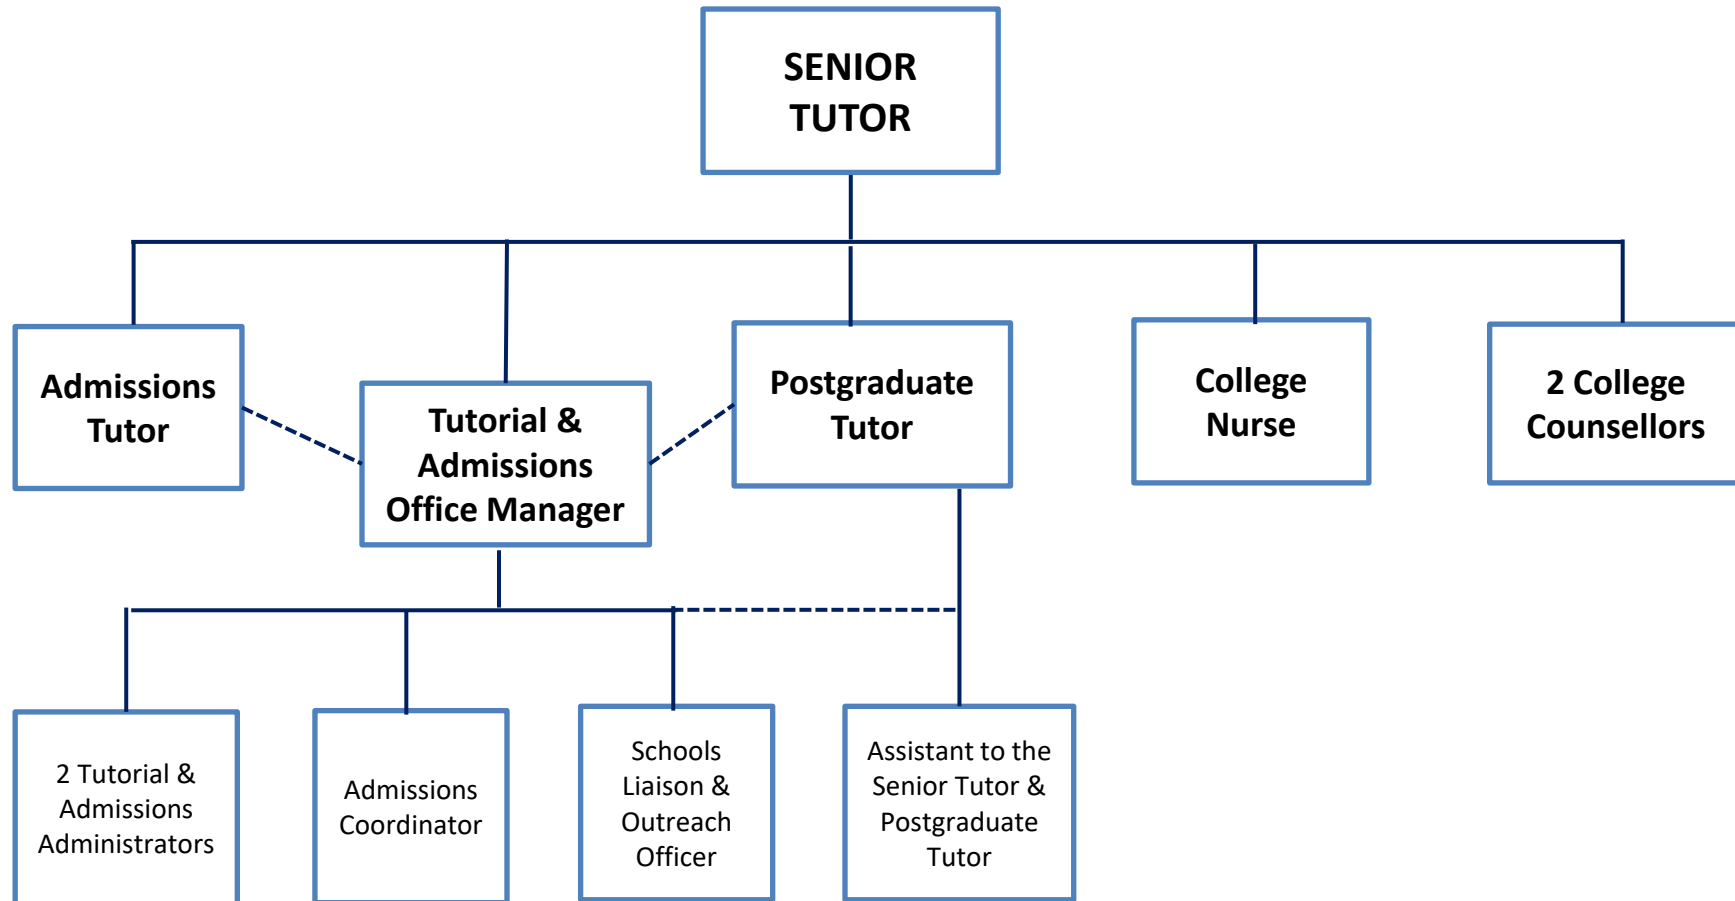 SENIOR
TUTOR
Admissions
Tutor
Tutorial &
Admissions
Office Manager
Postgraduate
Tutor
College
Nurse
2 College
Counsellors
2 Tutorial &
Admissions
Administrators
Admissions
Coordinator
Schools
Liaison &
Outreach
Officer
Assistant to the
Senior Tutor &
Postgraduate
Tutor